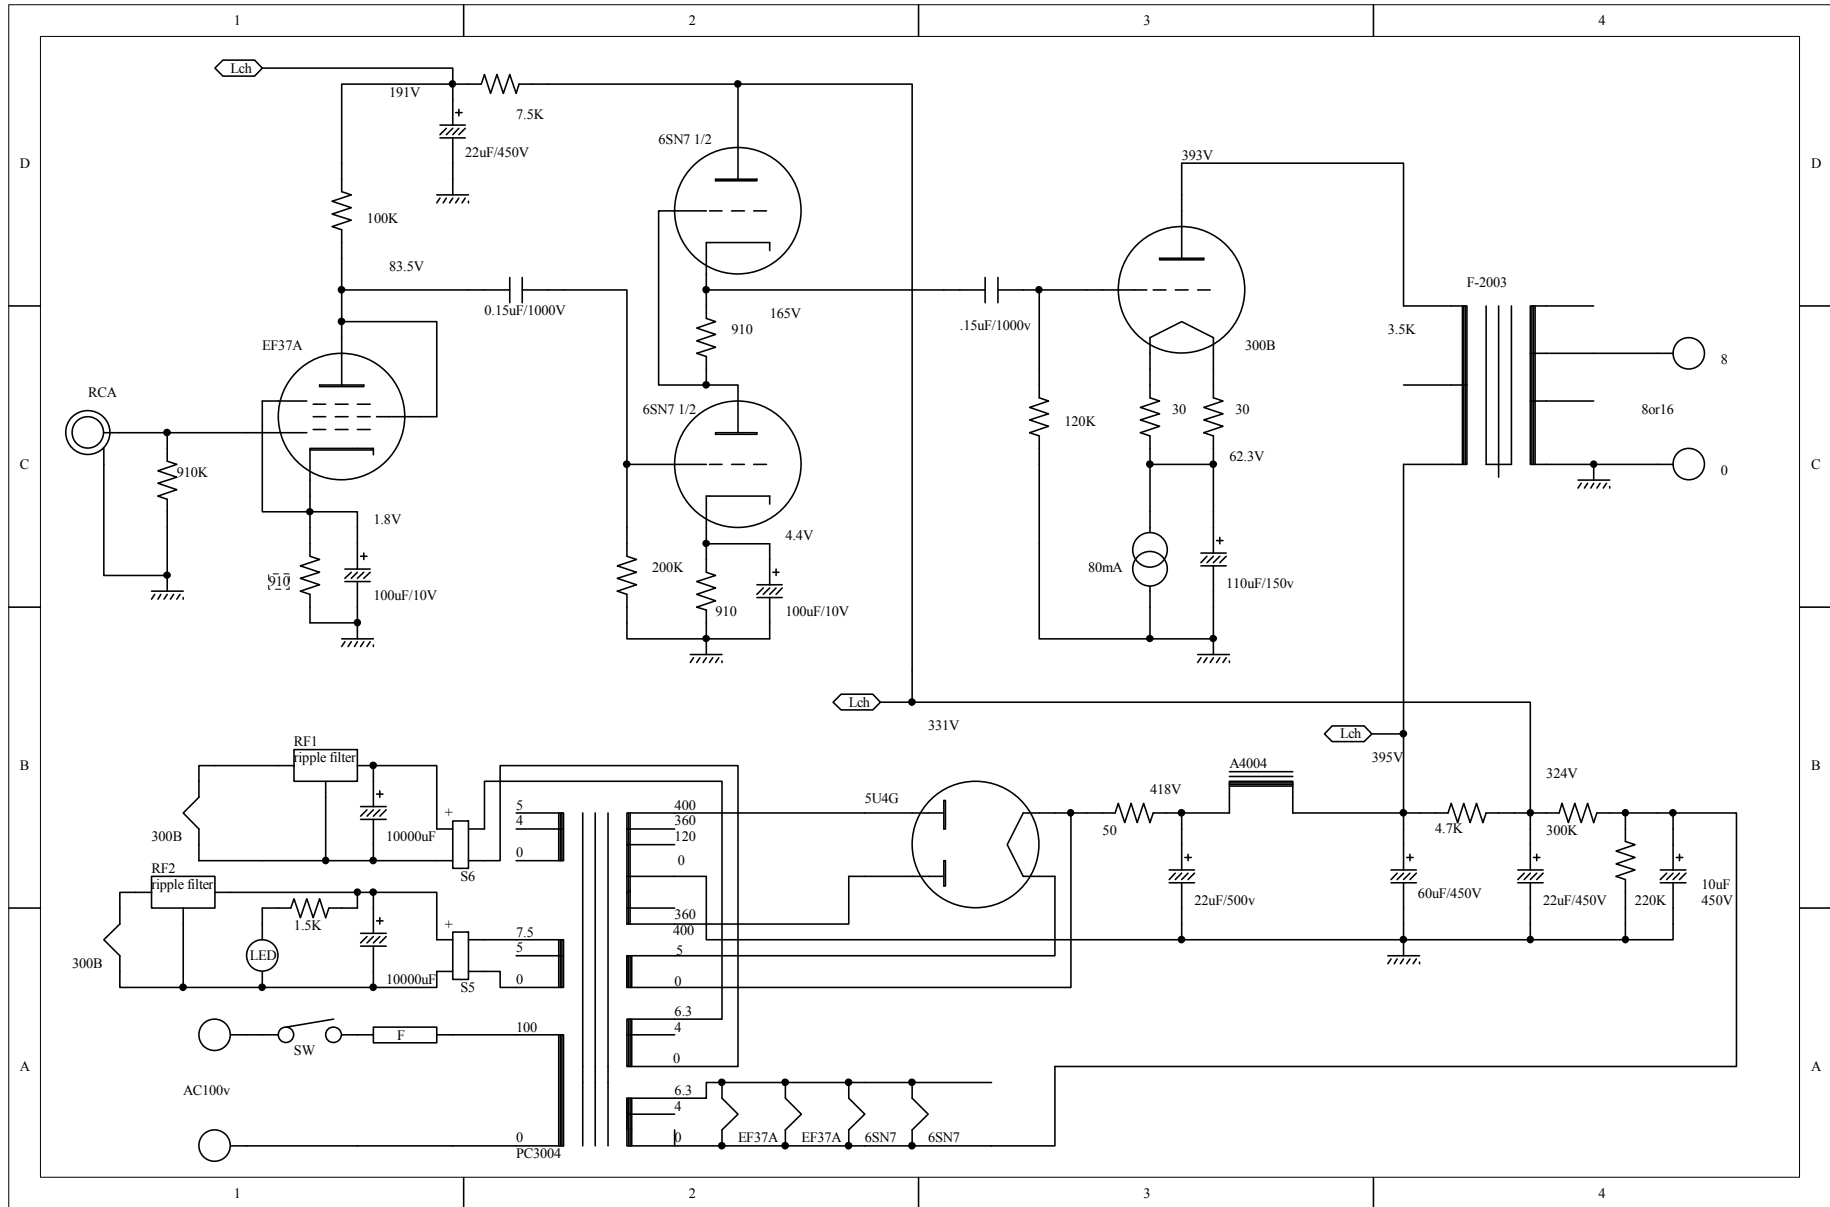 1 2 3 4
Lch
191V
7.5K
22uF/450V
6SN7 1/2
393V
D D
100K
83.5V
0.15uF/1000V
165V
910
.15uF/1000v
300B
F-2003
3.5K
EF37A
RCA
8
6SN7 1/2
120K
30 30
8or16
62.3V
C C
910K
0
1.8V
4.4V
910
100uF/10V
200K
910
100uF/10V
80mA
110uF/150v
Lch
331V
Lch
395V
RF1
ripple filter
B B
A4004
418V
324V
5U4G
+
300B
10000uF
S6
5
4
0
400
360
120
0
360
400
50
4.7K
300K
22uF/500v
60uF/450V
22uF/450V
220K
10uF
450V
RF2
ripple filter
1.5K
LED
+
300B
10000uF
S5
7.5
5
0
5
0
SW
F
100
6.3
4
0
A A
AC100v
0
PC3004
6.3
4
0
EF37A EF37A 6SN7 6SN7
1 2 3 4